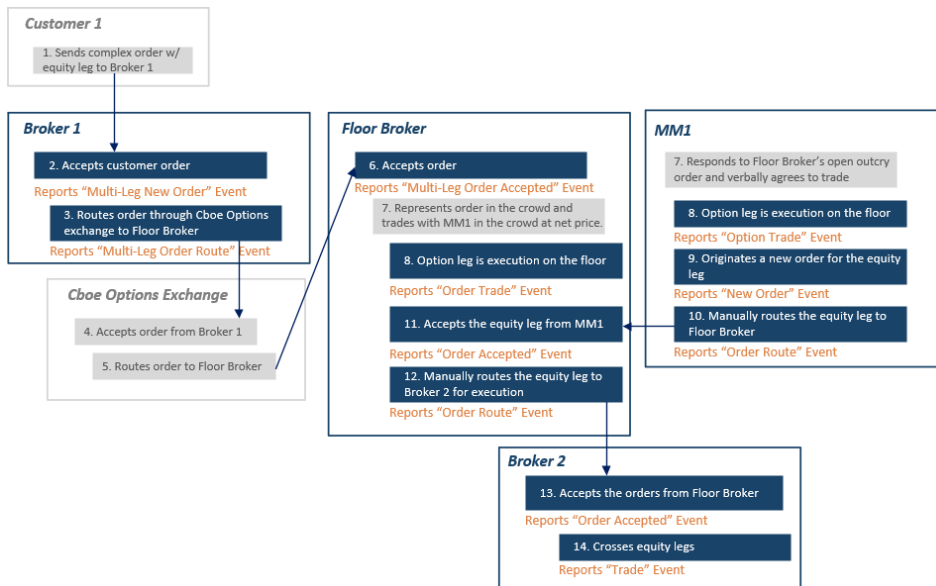 Customer 1
1. Sends complex order w/
equity leg to Broker 1
Broker 1
2. Accepts customer order
Reports “Multi-Leg New Order” Event
3. Routes order through Cboe Options
exchange to Floor Broker
Reports “Multi-Leg Order Route” Event
Cboe Options Exchange
4. Accepts order from Broker 1
5. Routes order to Floor Broker
Floor Broker
6. Accepts order
Reports “Multi-Leg Order Accepted” Event
7. Represents order in the crowd and
trades with MM1 in the crowd at net price.
8. Option leg is execution on the floor
Reports “Order Trade” Event
11. Accepts the equity leg from MM1
Reports “Order Accepted” Event
12. Manually routes the equity leg to
Broker 2 for execution
Reports “Order Route” Event
MM1
7. Responds to Floor Broker’s open outcry
order and verbally agrees to trade
8. Option leg is execution on the floor
Reports “Option Trade” Event
9. Originates a new order for the equity
leg
Reports “New Order” Event
10. Manually routes the equity leg to
Floor Broker
Reports “Order Route” Event
Broker 2
13. Accepts the orders from Floor Broker
Reports “Order Accepted” Event
14. Crosses equity legs
Reports “Trade” Event